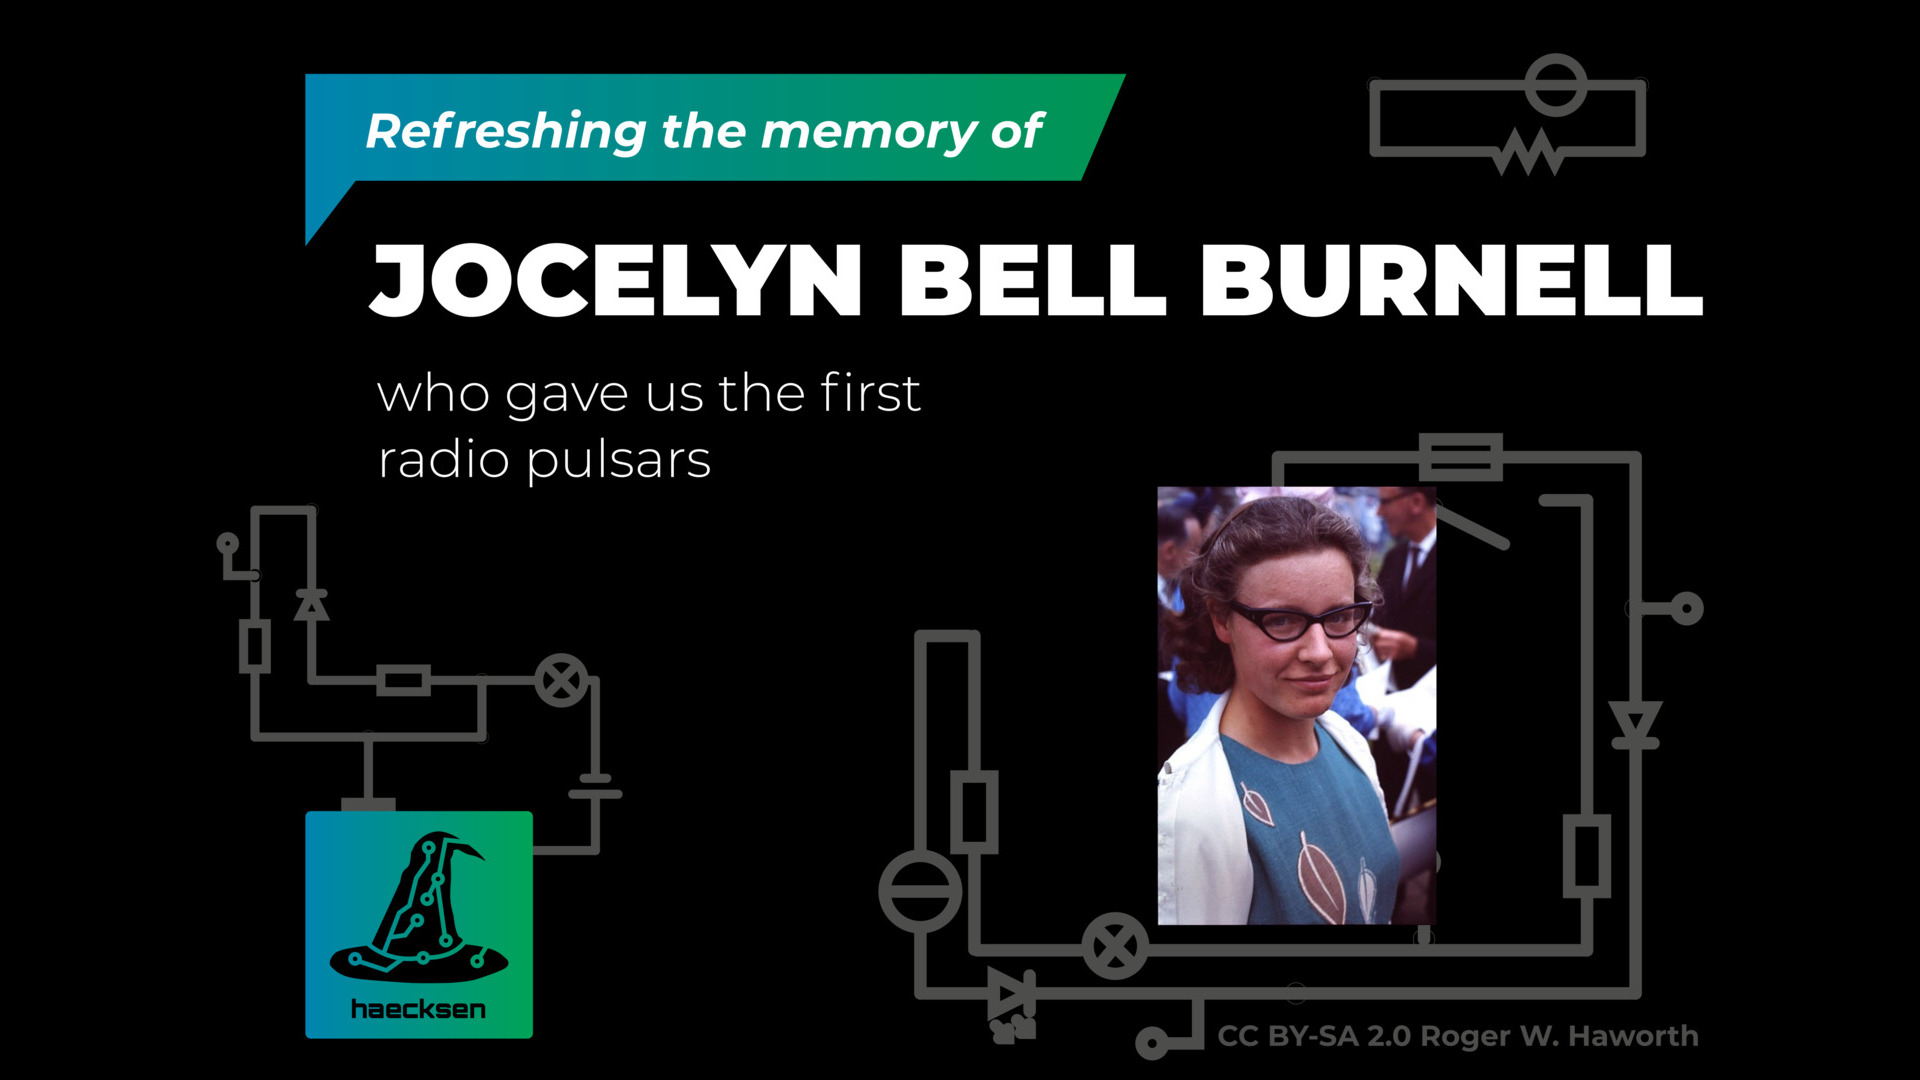 Refreshing the memory of
JOCELYN BELL BURNELL
who gave us the first
radio pulsars
haecksen
CC BY-SA 2.0 Roger W. Haworth